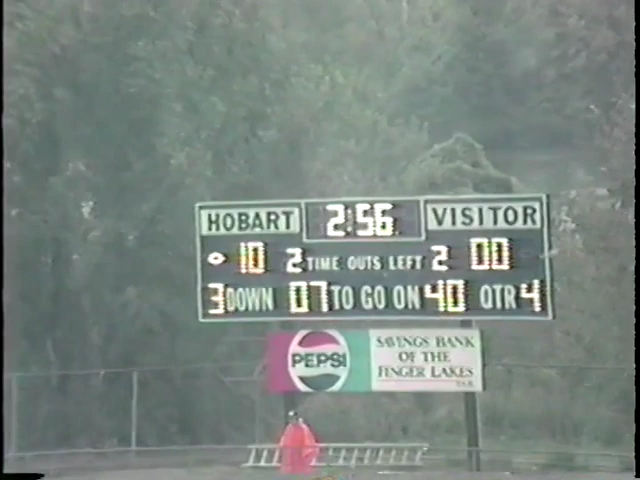 HOBART 2:56 VISITOR
10 2 TIME OUTS LEFT 2 00
3 DOWN 07 TO GO ON 40 QTR 4
PEPSI
SAVINGS BANK
OF THE
FINGER LAKES